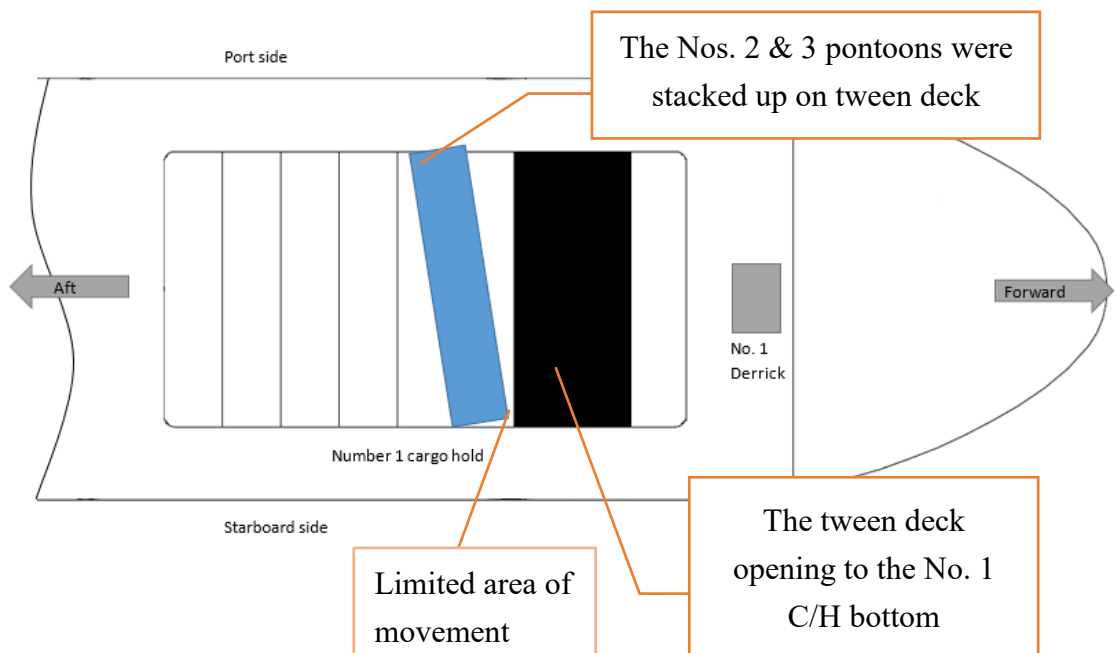 Port side
The Nos. 2 & 3 pontoons were
stacked up on tween deck
Aft
Forward
No. 1
Derrick
Number 1 cargo hold
Starboard side
Limited area of
movement
The tween deck
opening to the No. 1
C/H bottom